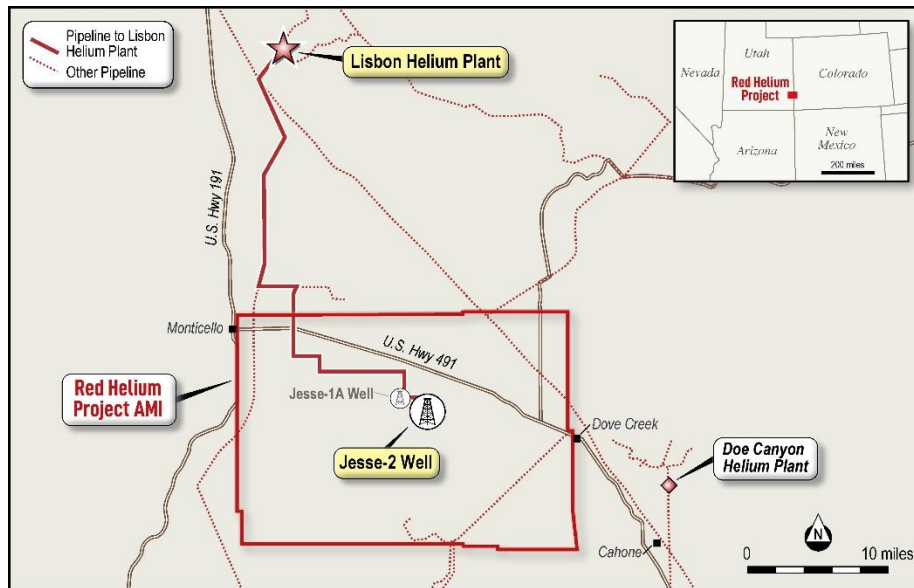 Pipeline to Lisbon
Helium Plant
Other Pipeline
Lisbon Helium Plant
Utah
Nevada
Colorado
Red Helium
Project
Arizona
New
Mexico
200 miles
U.S. Hwy 191
Monticello
U.S. Hwy 491
Red Helium
Project AMI
Jesse-1A Well
Jesse-2 Well
Dove Creek
Doe Canyon
Helium Plant
Cahone
N
0 10 miles